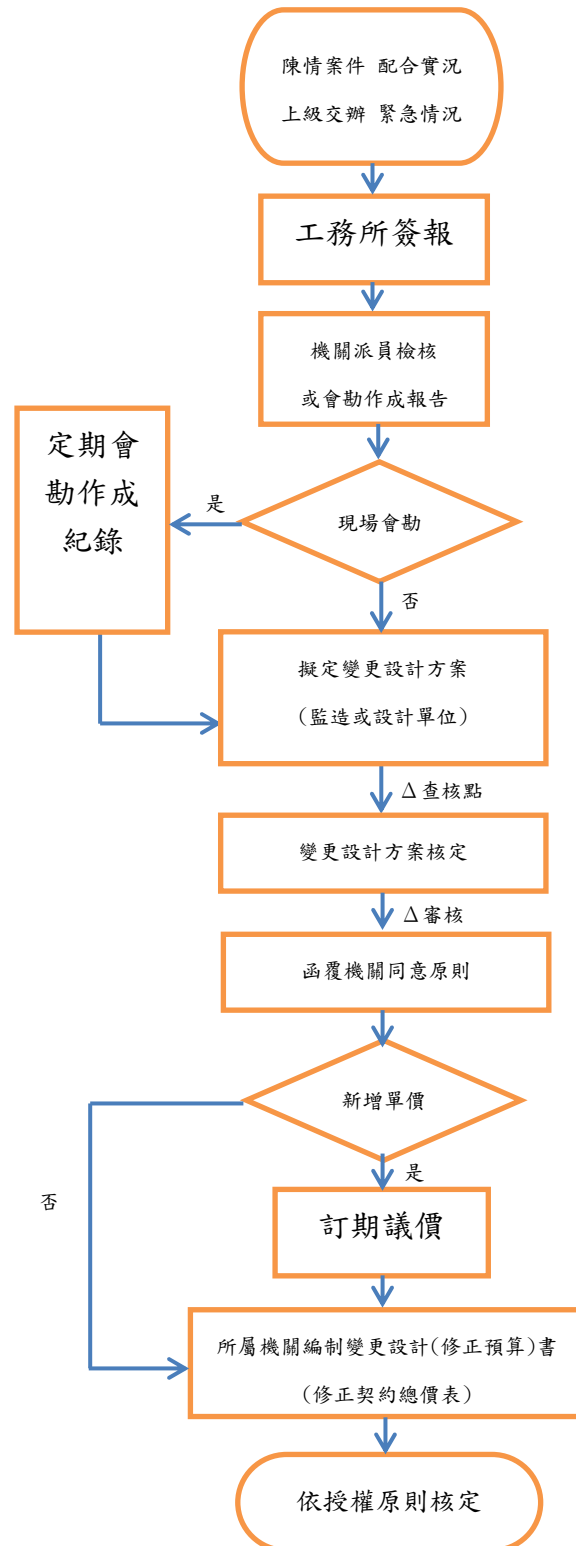 陳情案件 配合實況
上級交辦 緊急情況
工務所簽報
機關派員檢核
或會勘作成報告
定期會
勘作成
紀錄
是
現場會勘
否
擬定變更設計方案
(監造或設計單位)
Δ查核點
變更設計方案核定
Δ審核
函覆機關同意原則
新增單價
否
是
訂期議價
所屬機關編制變更設計(修正預算)書
(修正契約總價表)
依授權原則核定